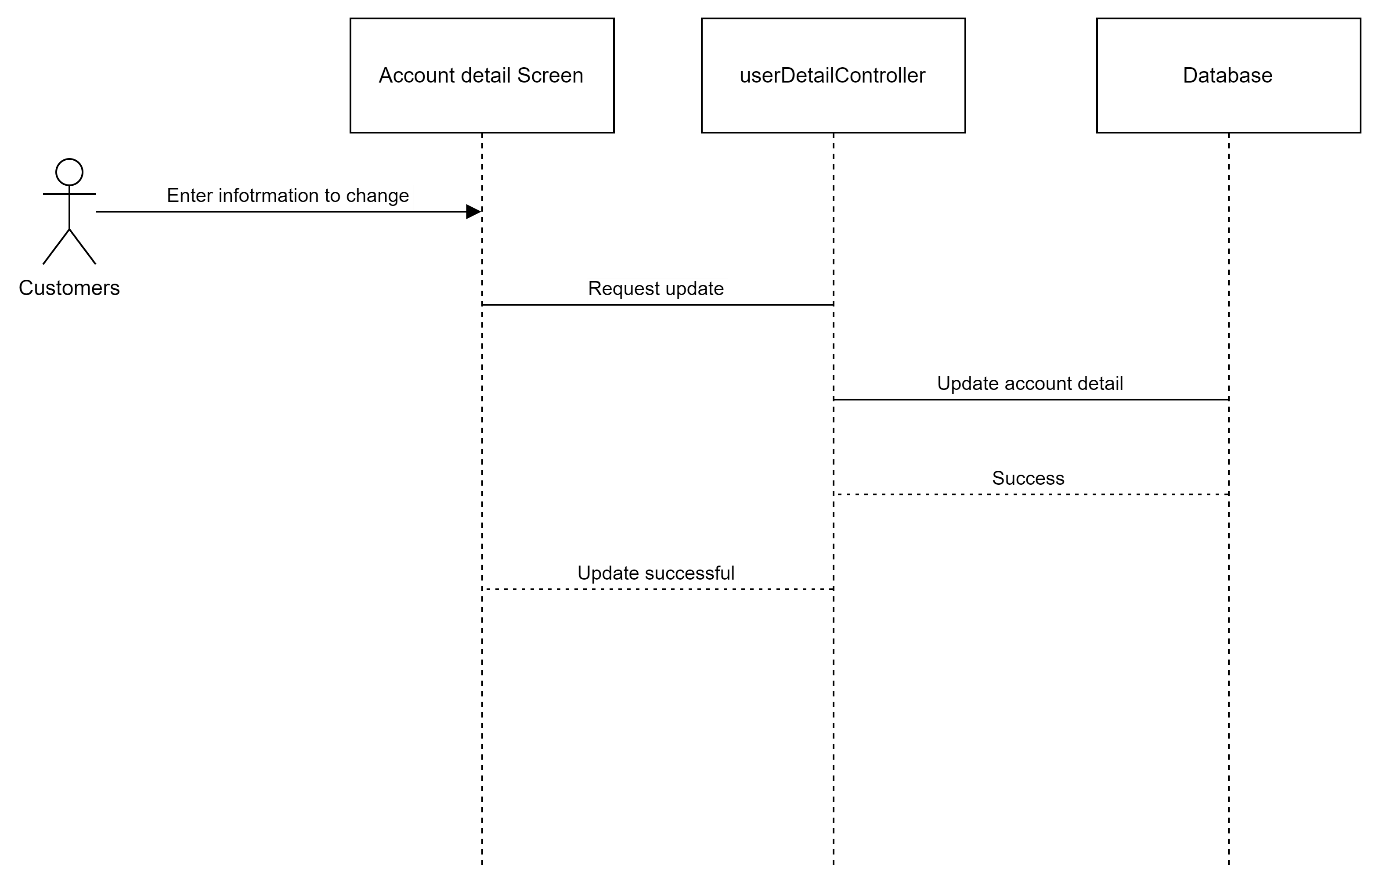 Account detail Screen
userDetailController
Database
Enter infotrmation to change
Customers
Request update
Update account detail
Success
Update successful